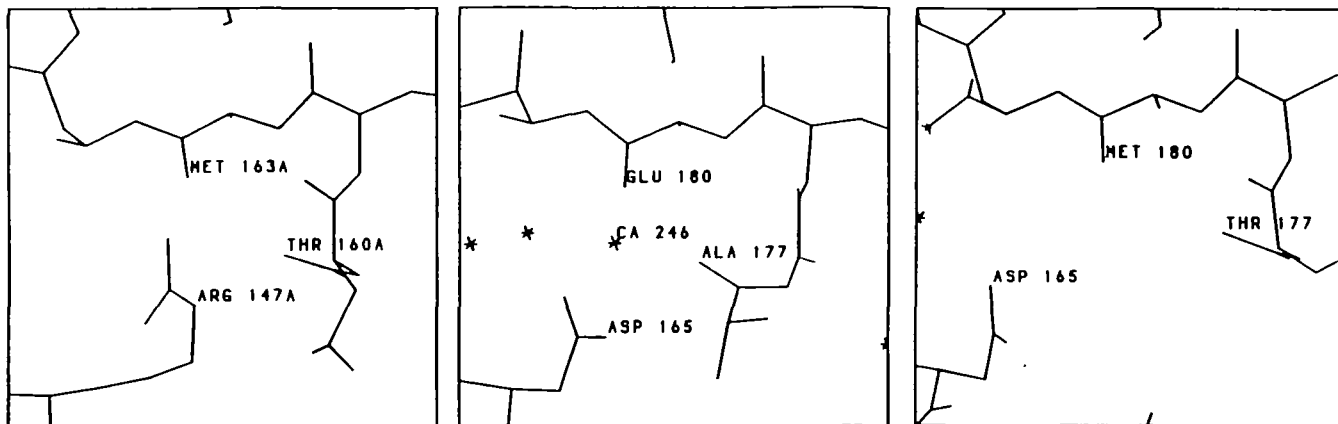 MET 163A
THR 160A
ARG 147A
GLU 180
CA 246
ALA 177
ASP 165
MET 180
THR 177
ASP 165